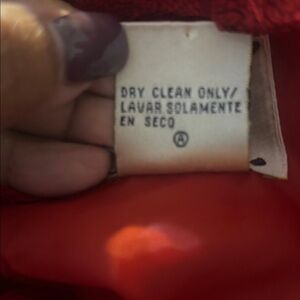 DRY CLEAN ONLY/
LAVAR SOLAMENTE
EN SECO
Ⓐ